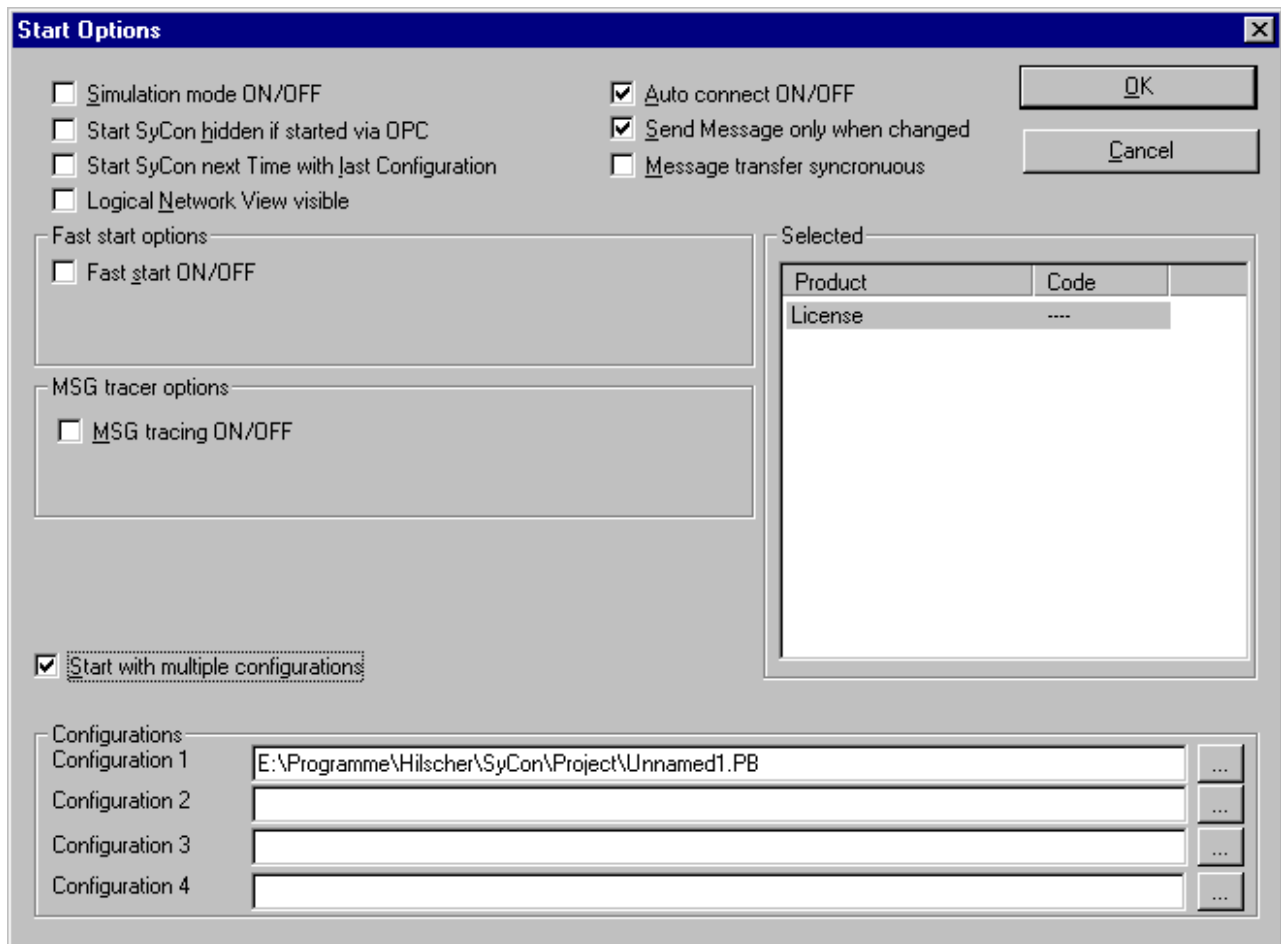 Start Options
Simulation mode ON/OFF
Start SyCon hidden if started via OPC
Start SyCon next Time with last Configuration
Logical Network View visible
Auto connect ON/OFF
Send Message only when changed
Message transfer syncronuous
OK
Cancel
Fast start options
Fast start ON/OFF
MSG tracer options
MSG tracing ON/OFF
Selected
Product Code
License ----
Start with multiple configurations
Configurations
Configuration 1 E:\Programme\Hilscher\SyCon\Project\Unnamed1.PB ...
Configuration 2 ...
Configuration 3 ...
Configuration 4 ...